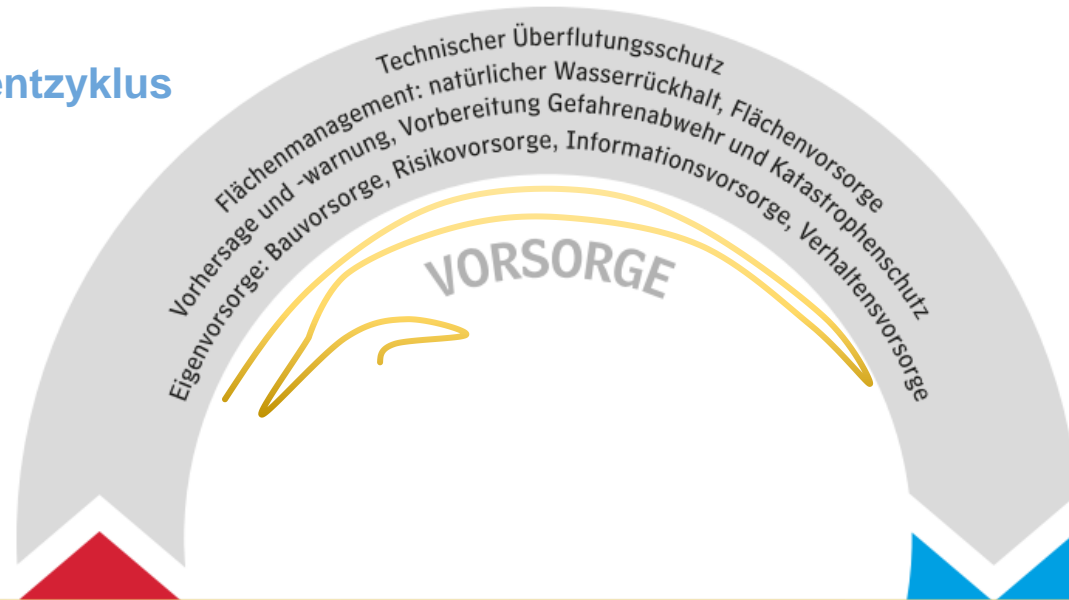 entzyklus
Technischer Überflutungsschutz
Flächenmanagement: natürlicher Wasserrückhalt, Flächenvorsorge
Vorhersage und -warnung, Vorbereitung Gefahrenabwehr und Katastrophenschutz
Eigenvorsorge: Bauvorsorge, Risikovorsorge, Informationsvorsorge, Verhaltensvorsorge
VORSORGE